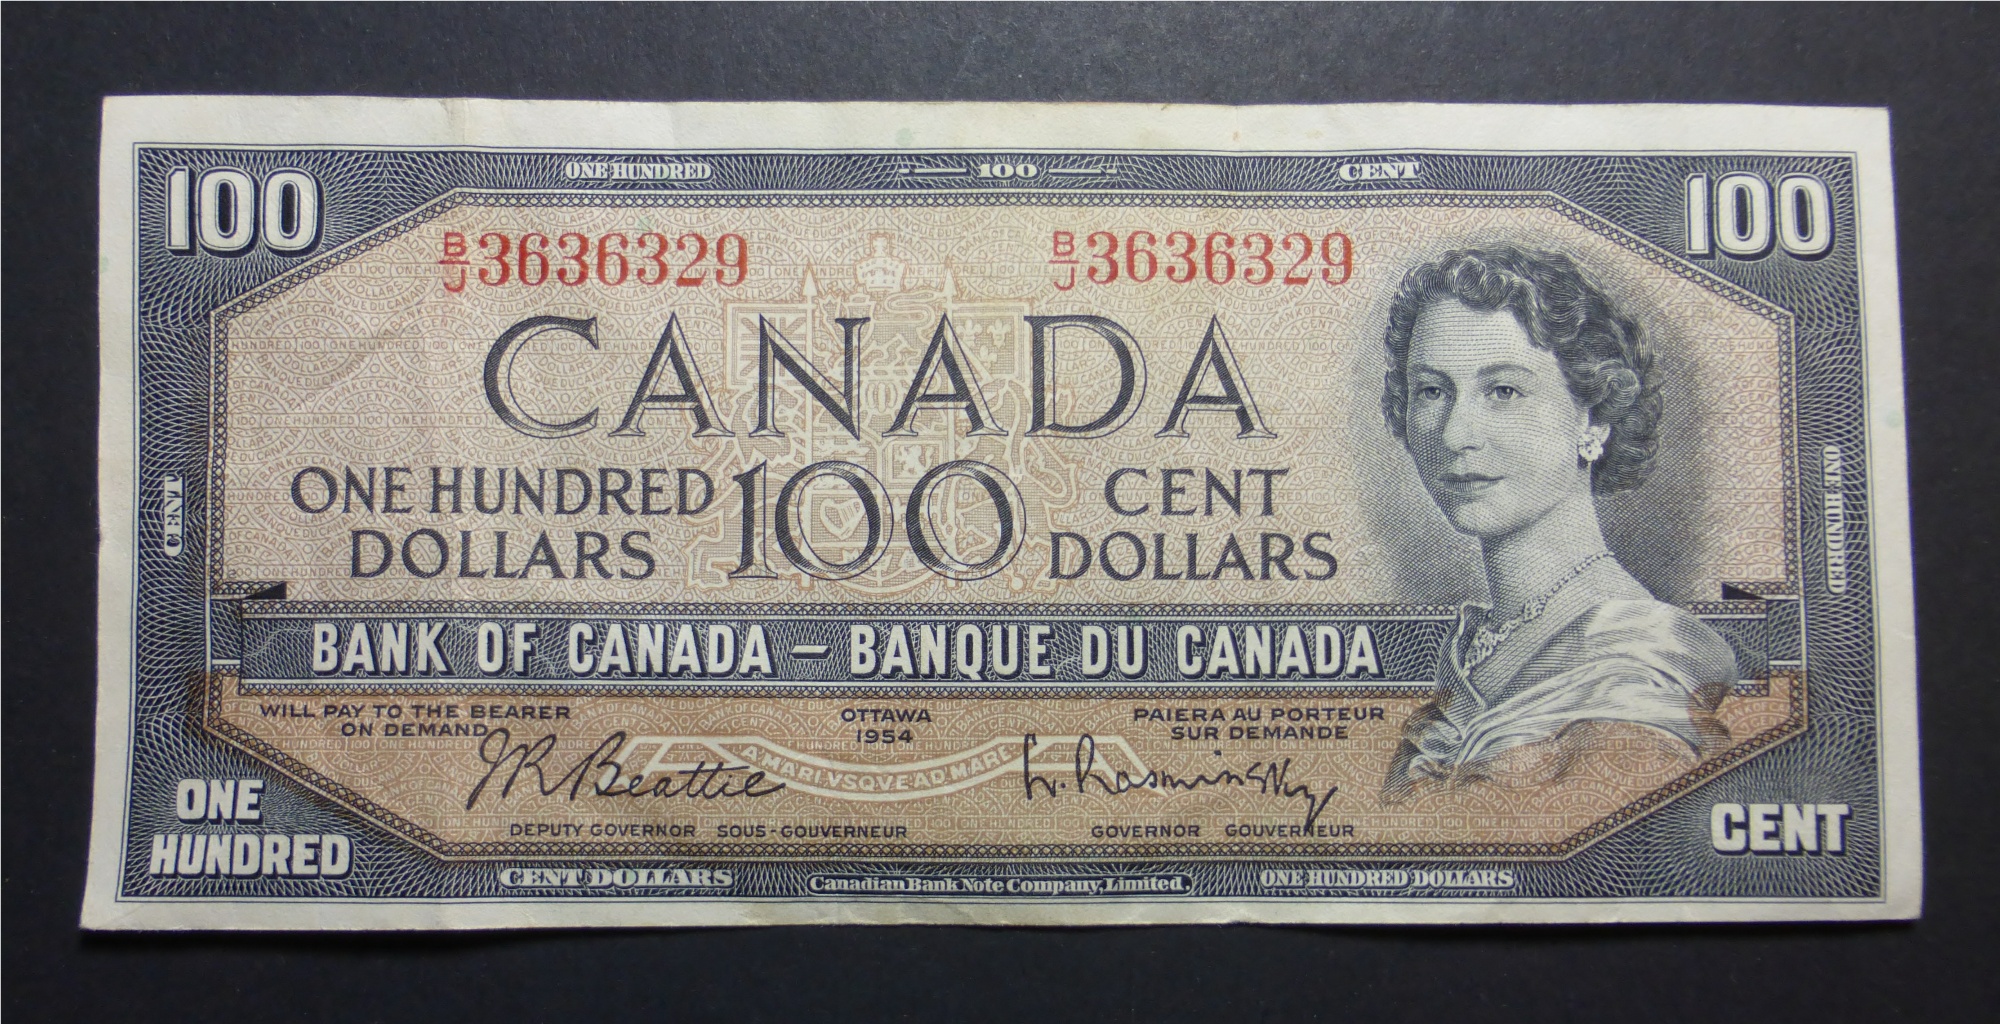 ONE HUNDRED 100 CENT
100 100
B/J 3636329 B/J 3636329
CANADA
ONE HUNDRED DOLLARS 100 CENT DOLLARS
CENT
ONE HUNDRED
BANK OF CANADA – BANQUE DU CANADA
WILL PAY TO THE BEARER OTTAWA PAIERA AU PORTEUR
ON DEMAND 1954 SUR DEMANDE
A·MARI·VSQVE·AD·MARE
J R Beattie L. Rasminsky
DEPUTY GOVERNOR SOUS-GOUVERNEUR GOVERNOR GOUVERNEUR
ONE
HUNDRED
CENT
CENT DOLLARS Canadian Bank Note Company, Limited. ONE HUNDRED DOLLARS